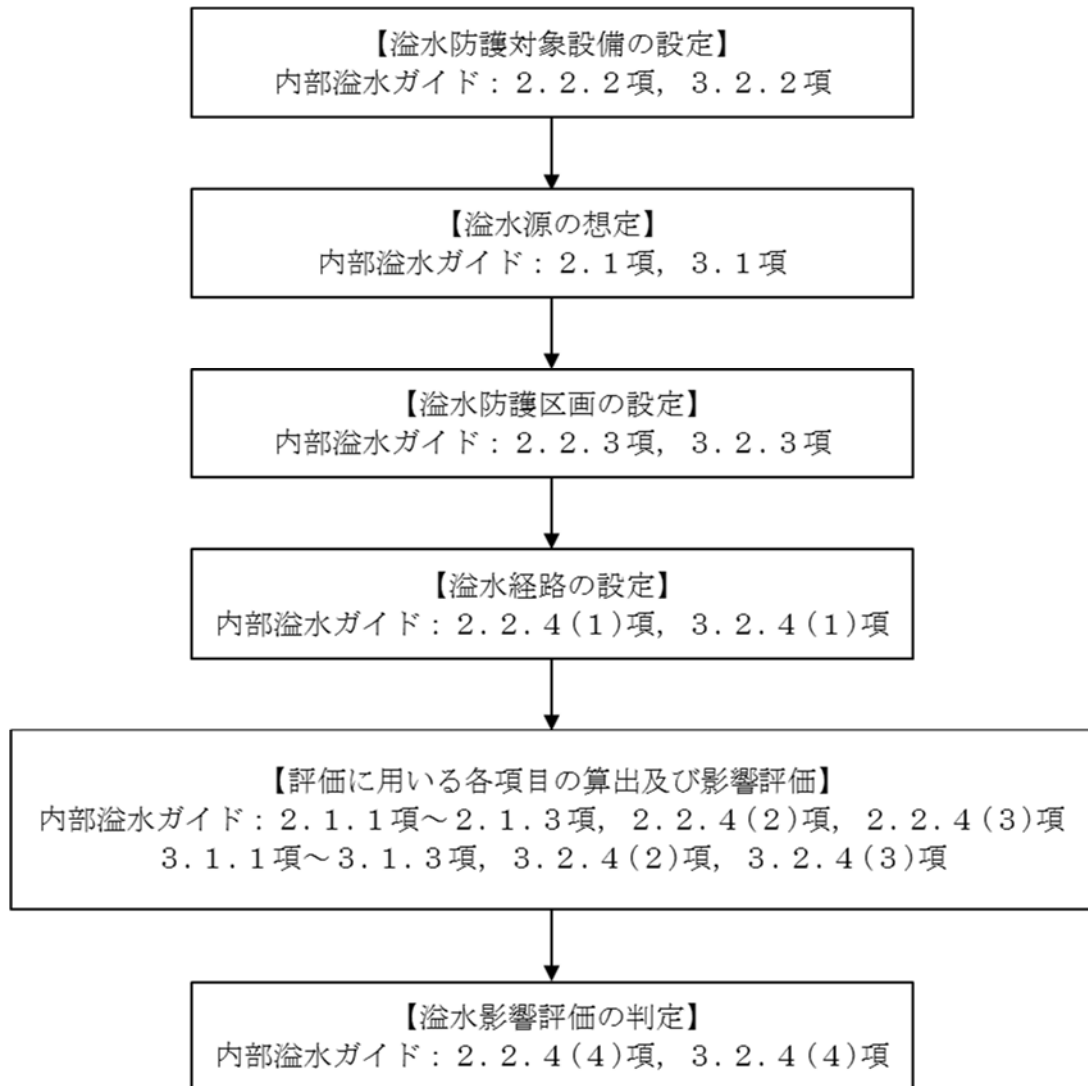 【溢水防護対象設備の設定】
内部溢水ガイド：２.２.２項，３.２.２項
【溢水源の想定】
内部溢水ガイド：２.１項，３.１項
【溢水防護区画の設定】
内部溢水ガイド：２.２.３項，３.２.３項
【溢水経路の設定】
内部溢水ガイド：２.２.４(１)項，３.２.４(１)項
【評価に用いる各項目の算出及び影響評価】
内部溢水ガイド：２.１.１項～２.１.３項，２.２.４(２)項，２.２.４(３)項
３.１.１項～３.１.３項，３.２.４(２)項，３.２.４(３)項
【溢水影響評価の判定】
内部溢水ガイド：２.２.４(４)項，３.２.４(４)項